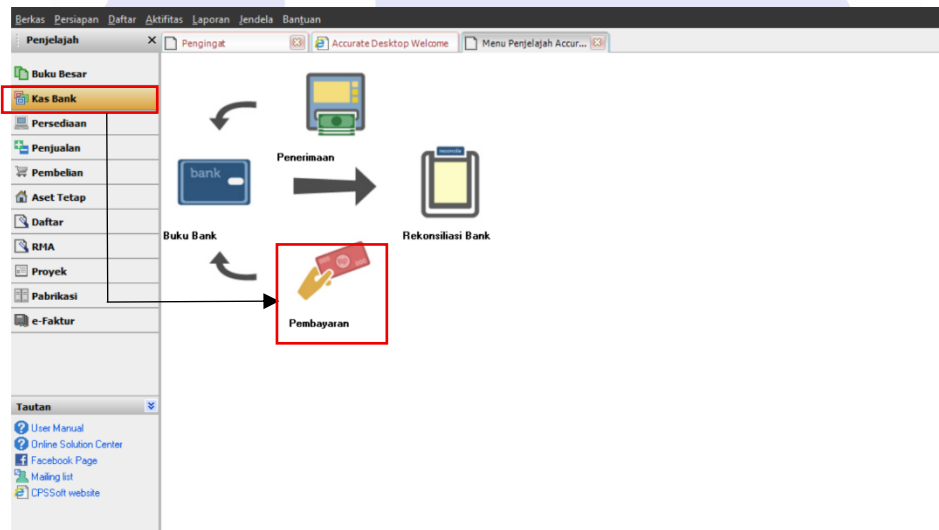 Berkas Persiapan Daftar Aktifitas Laporan Jendela Bantuan
Penjelajah
Pengingat
Accurate Desktop Welcome
Menu Penjelajah Accur...
Buku Besar
Kas Bank
Persediaan
Penjualan
Pembelian
Aset Tetap
Daftar
RMA
Proyek
Pabrikasi
e-Faktur
Penerimaan
bank
Buku Bank
reconcile
Rekonsiliasi Bank
Pembayaran
Tautan
User Manual
Online Solution Center
Facebook Page
Mailing list
CPSSoft website